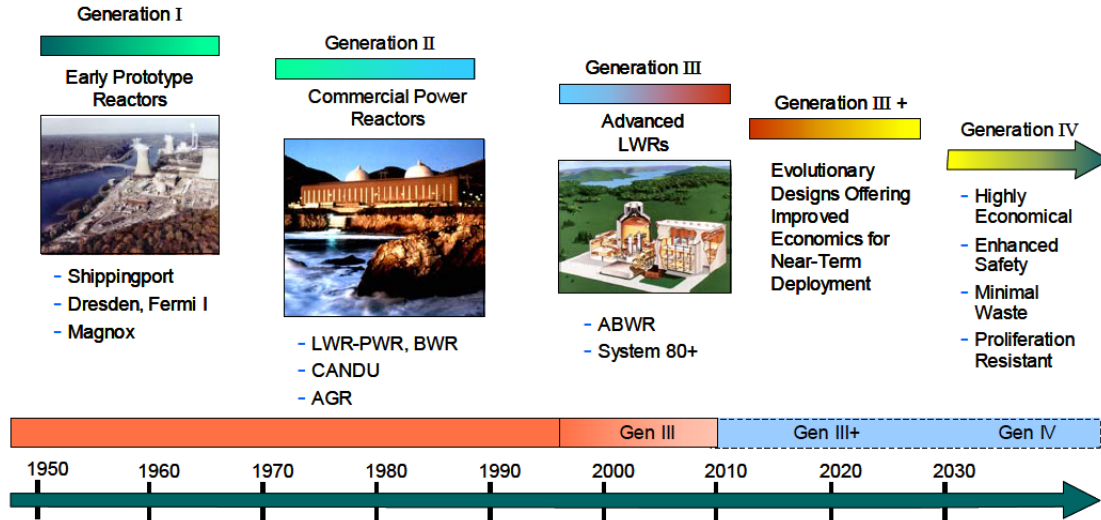 Generation I
Early Prototype
Reactors
- Shippingport
- Dresden, Fermi I
- Magnox
Generation II
Commercial Power
Reactors
- LWR-PWR, BWR
- CANDU
- AGR
Generation III
Advanced
LWRs
- ABWR
- System 80+
Generation III +
Evolutionary
Designs Offering
Improved
Economics for
Near-Term
Deployment
Generation IV
- Highly
Economical
- Enhanced
Safety
- Minimal
Waste
- Proliferation
Resistant
Gen III
Gen III+
Gen IV
1950
1960
1970
1980
1990
2000
2010
2020
2030